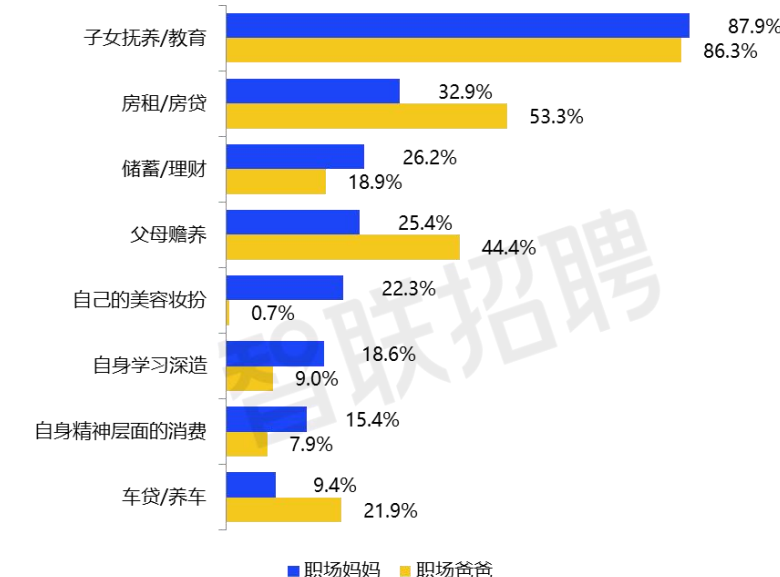 子女抚养/教育
87.9%
86.3%
房租/房贷
32.9%
53.3%
储蓄/理财
26.2%
18.9%
父母赡养
25.4%
44.4%
自己的美容妆扮
22.3%
0.7%
自身学习深造
18.6%
9.0%
自身精神层面的消费
15.4%
7.9%
车贷/养车
9.4%
21.9%
职场妈妈 职场爸爸
智联招聘